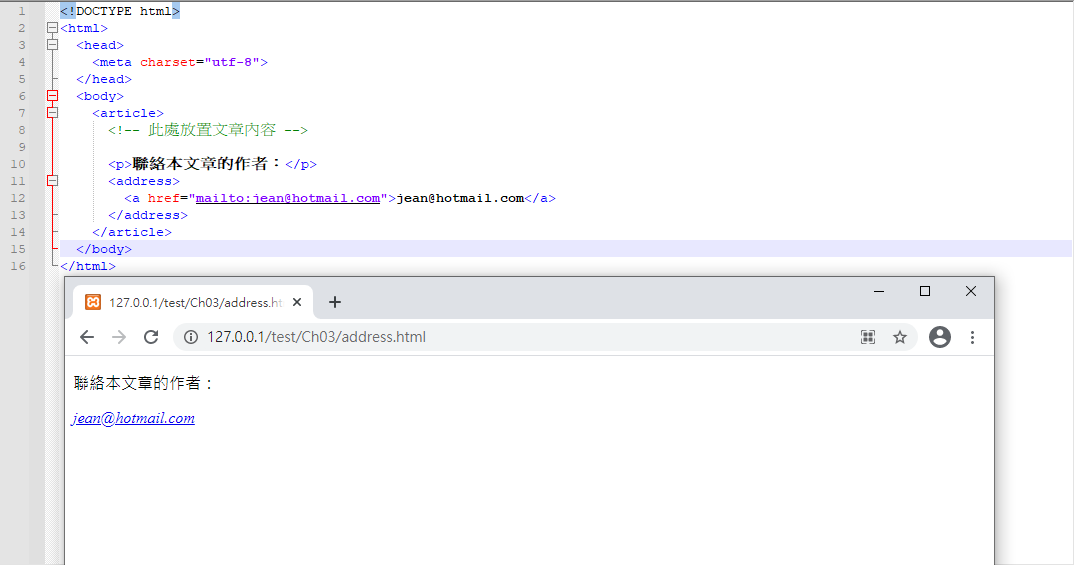 1 <!DOCTYPE html>
2 <html>
3 <head>
4 <meta charset="utf-8">
5 </head>
6 <body>
7 <article>
8 <!-- 此處放置文章內容 -->
9
10 <p>聯絡本文章的作者：</p>
11 <address>
12 <a href="mailto:jean@hotmail.com">jean@hotmail.com</a>
13 </address>
14 </article>
15 </body>
16 </html>
127.0.0.1/test/Ch03/address.ht
127.0.0.1/test/Ch03/address.html
聯絡本文章的作者：
jean@hotmail.com